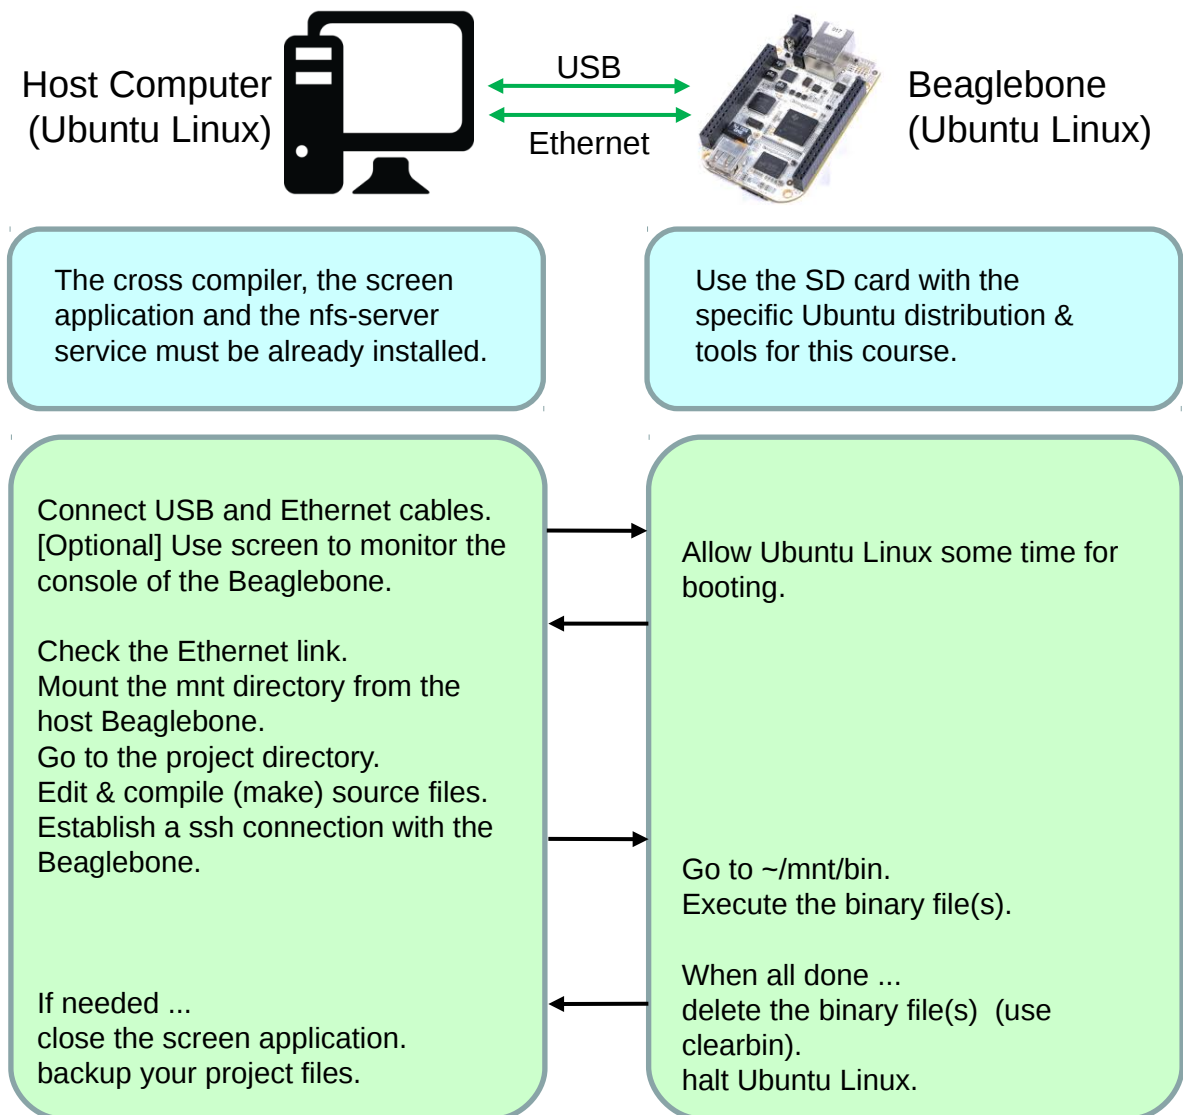 Host Computer
(Ubuntu Linux)
USB
Ethernet
Beaglebone
(Ubuntu Linux)
The cross compiler, the screen
application and the nfs-server
service must be already installed.
Use the SD card with the
specific Ubuntu distribution &
tools for this course.
Connect USB and Ethernet cables.
[Optional] Use screen to monitor the
console of the Beaglebone.
Allow Ubuntu Linux some time for
booting.
Check the Ethernet link.
Mount the mnt directory from the
host Beaglebone.
Go to the project directory.
Edit & compile (make) source files.
Establish a ssh connection with the
Beaglebone.
Go to ~/mnt/bin.
Execute the binary file(s).
When all done ...
delete the binary file(s)  (use
clearbin).
halt Ubuntu Linux.
If needed ...
close the screen application.
backup your project files.